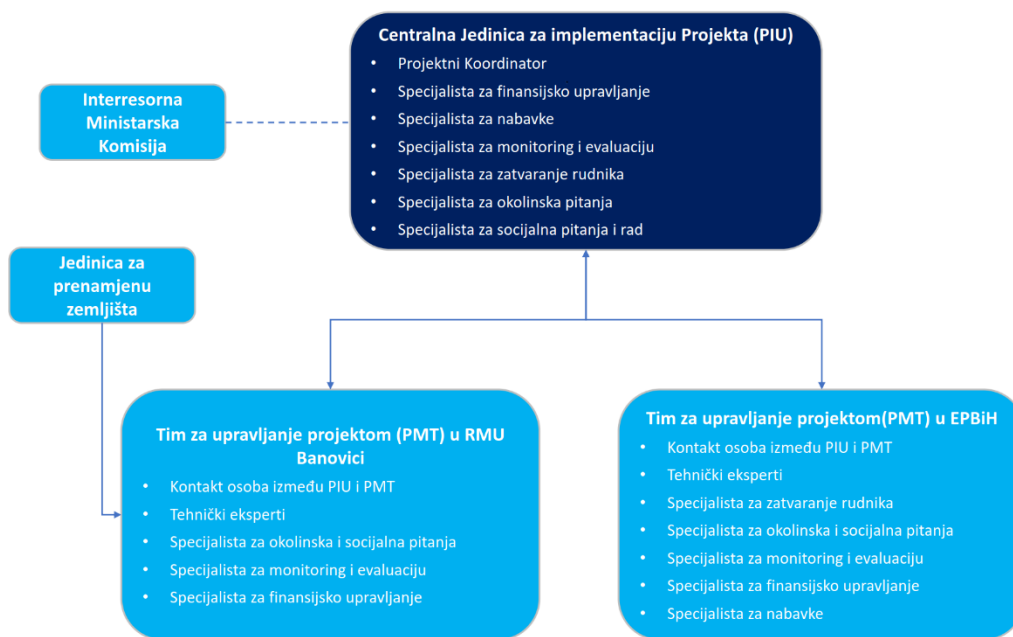 Centralna Jedinica za implementaciju Projekta (PIU)
• Projektni Koordinator
• Specijalista za finansijsko upravljanje
• Specijalista za nabavke
• Specijalista za monitoring i evaluaciju
• Specijalista za zatvaranje rudnika
• Specijalista za okolinska pitanja
• Specijalista za socijalna pitanja i rad
Interresorna
Ministarska
Komisija
Jedinica za
prenamjenu
zemljišta
Tim za upravljanje projektom (PMT) u RMU
Banovici
• Kontakt osoba između PIU i PMT
• Tehnički eksperti
• Specijalista za okolinska i socijalna pitanja
• Specijalista za monitoring i evaluaciju
• Specijalista za finansijsko upravljanje
Tim za upravljanje projektom(PMT) u EPBiH
• Kontakt osoba između PIU i PMT
• Tehnički eksperti
• Specijalista za zatvaranje rudnika
• Specijalista za okolinska i socijalna pitanja
• Specijalista za monitoring i evaluaciju
• Specijalista za finansijsko upravljanje
• Specijalista za nabavke